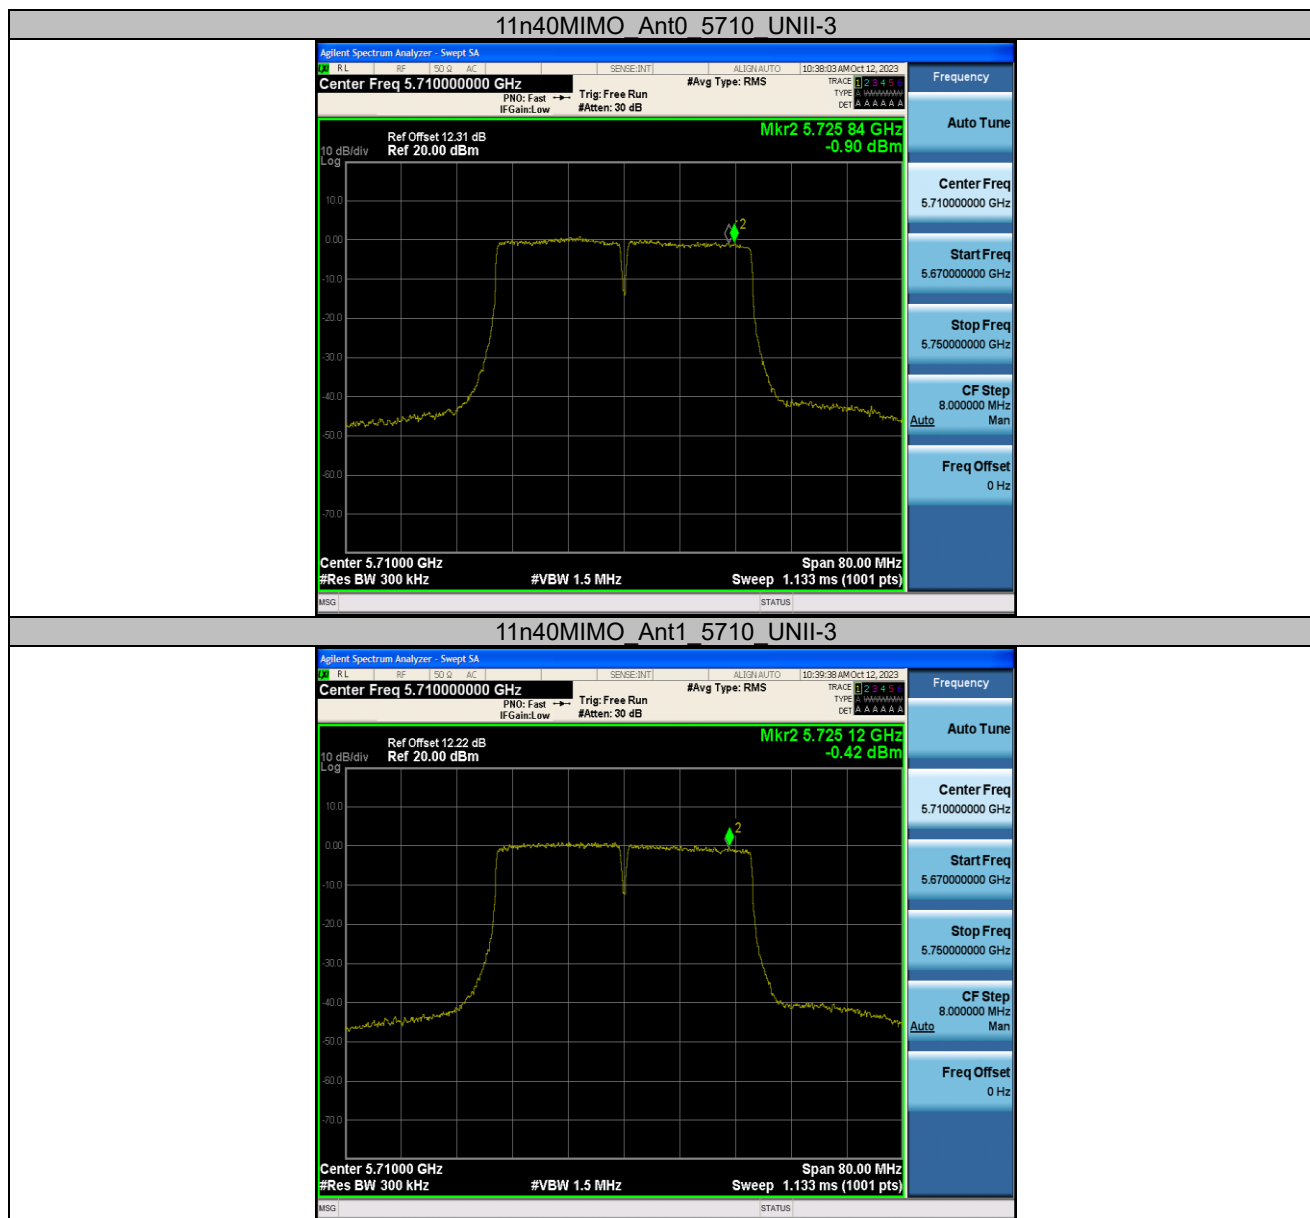 11n40MIMO_Ant0_5710_UNII-3
Agilent Spectrum Analyzer - Swept SA
RL RF 50 Ω AC SENSE:INT ALIGN AUTO 10:38:03 AM Oct 12, 2023
Center Freq 5.710000000 GHz
PNO: Fast
IFGain:Low
Trig: Free Run
#Atten: 30 dB
#Avg Type: RMS
TRACE 1 2 3 4 5 6
TYPE A
DET A A A A A A
Frequency
Mkr2 5.725 84 GHz
-0.90 dBm
Ref Offset 12.31 dB
10 dB/div Ref 20.00 dBm
Log
10.0
0.00
-10.0
-20.0
-30.0
-40.0
-50.0
-60.0
-70.0
2
Center 5.71000 GHz Span 80.00 MHz
#Res BW 300 kHz #VBW 1.5 MHz Sweep 1.133 ms (1001 pts)
MSG STATUS
Auto Tune
Center Freq
5.710000000 GHz
Start Freq
5.670000000 GHz
Stop Freq
5.750000000 GHz
CF Step
8.000000 MHz
Auto Man
Freq Offset
0 Hz
11n40MIMO_Ant1_5710_UNII-3
Agilent Spectrum Analyzer - Swept SA
RL RF 50 Ω AC SENSE:INT ALIGN AUTO 10:39:38 AM Oct 12, 2023
Center Freq 5.710000000 GHz
PNO: Fast
IFGain:Low
Trig: Free Run
#Atten: 30 dB
#Avg Type: RMS
TRACE 1 2 3 4 5 6
TYPE A
DET A A A A A A
Frequency
Mkr2 5.725 12 GHz
-0.42 dBm
Ref Offset 12.22 dB
10 dB/div Ref 20.00 dBm
Log
10.0
0.00
-10.0
-20.0
-30.0
-40.0
-50.0
-60.0
-70.0
2
Center 5.71000 GHz Span 80.00 MHz
#Res BW 300 kHz #VBW 1.5 MHz Sweep 1.133 ms (1001 pts)
MSG STATUS
Auto Tune
Center Freq
5.710000000 GHz
Start Freq
5.670000000 GHz
Stop Freq
5.750000000 GHz
CF Step
8.000000 MHz
Auto Man
Freq Offset
0 Hz